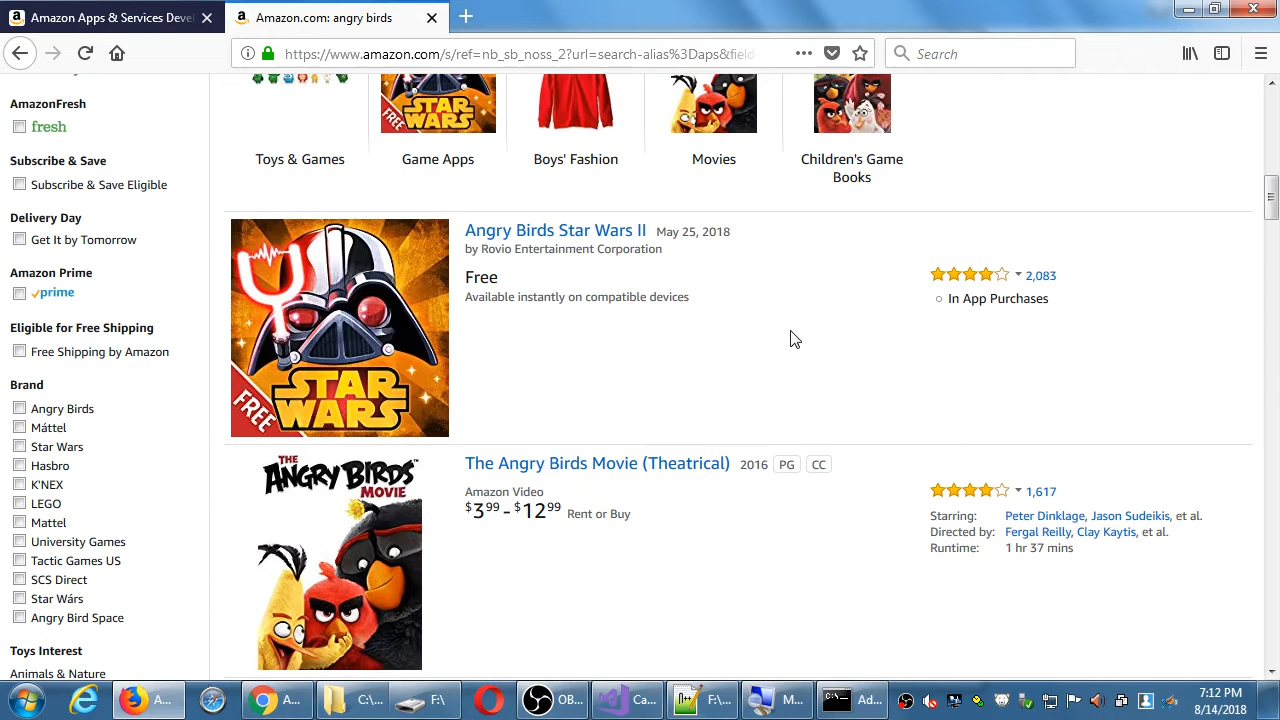 Amazon Apps & Services Devel
Amazon.com: angry birds
https://www.amazon.com/s/ref=nb_sb_noss_2?url=search-alias%3Daps&fiel
Search
AmazonFresh
fresh
Subscribe & Save
Subscribe & Save Eligible
Delivery Day
Get It by Tomorrow
Amazon Prime
prime
Eligible for Free Shipping
Free Shipping by Amazon
Brand
Angry Birds
Máttel
Star Wars
Hasbro
K'NEX
LEGO
Mattel
University Games
Tactic Games US
SCS Direct
Star Wárs
Angry Bird Space
Toys Interest
Animals & Nature
STAR
WARS
FREE
Toys & Games
Game Apps
Boys' Fashion
Movies
Children's Game
Books
STAR
WARS
FREE
Angry Birds Star Wars II May 25, 2018
by Rovio Entertainment Corporation
Free
Available instantly on compatible devices
2,083
In App Purchases
THE
ANGRY BIRDS
MOVIE
The Angry Birds Movie (Theatrical) 2016 PG CC
Amazon Video
$3.99 - $12.99 Rent or Buy
1,617
Starring: Peter Dinklage, Jason Sudeikis, et al.
Directed by: Fergal Reilly, Clay Kaytis, et al.
Runtime: 1 hr 37 mins
A...
A...
C:\...
F:\
OB...
Ca...
F:\...
M...
Ad...
7:12 PM
8/14/2018